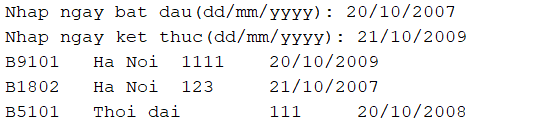 Nhap ngay bat dau(dd/mm/yyyy): 20/10/2007
Nhap ngay ket thuc(dd/mm/yyyy): 21/10/2009
B9101 Ha Noi 1111 20/10/2009
B1802 Ha Noi 123 21/10/2007
B5101 Thoi dai 111 20/10/2008